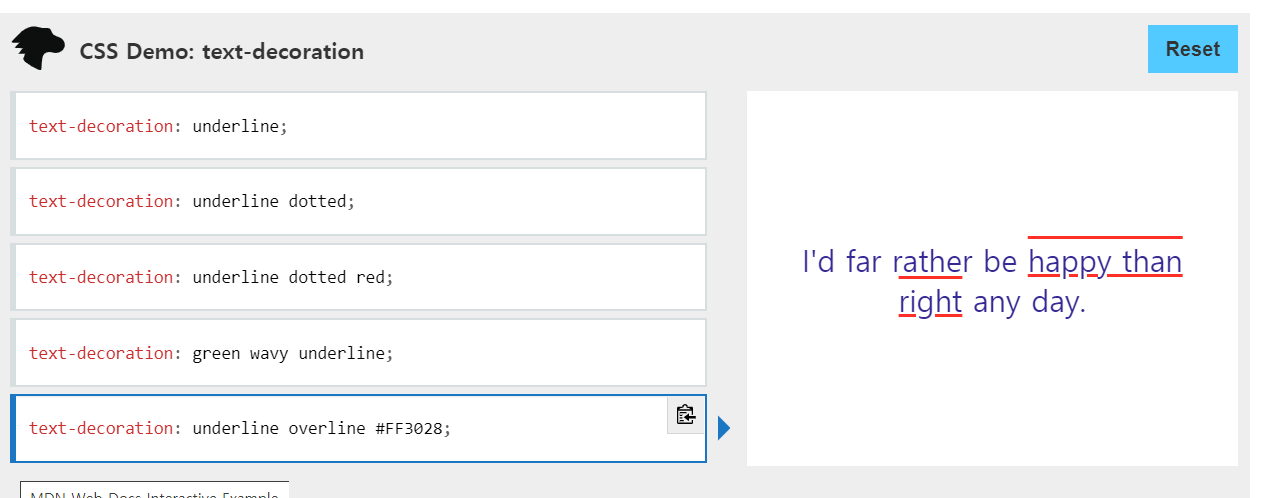 CSS Demo: text-decoration
Reset
text-decoration: underline;
text-decoration: underline dotted;
text-decoration: underline dotted red;
text-decoration: green wavy underline;
text-decoration: underline overline #FF3028;
I'd far rather be happy than
right any day.
MDN Web Docs Interactive Example